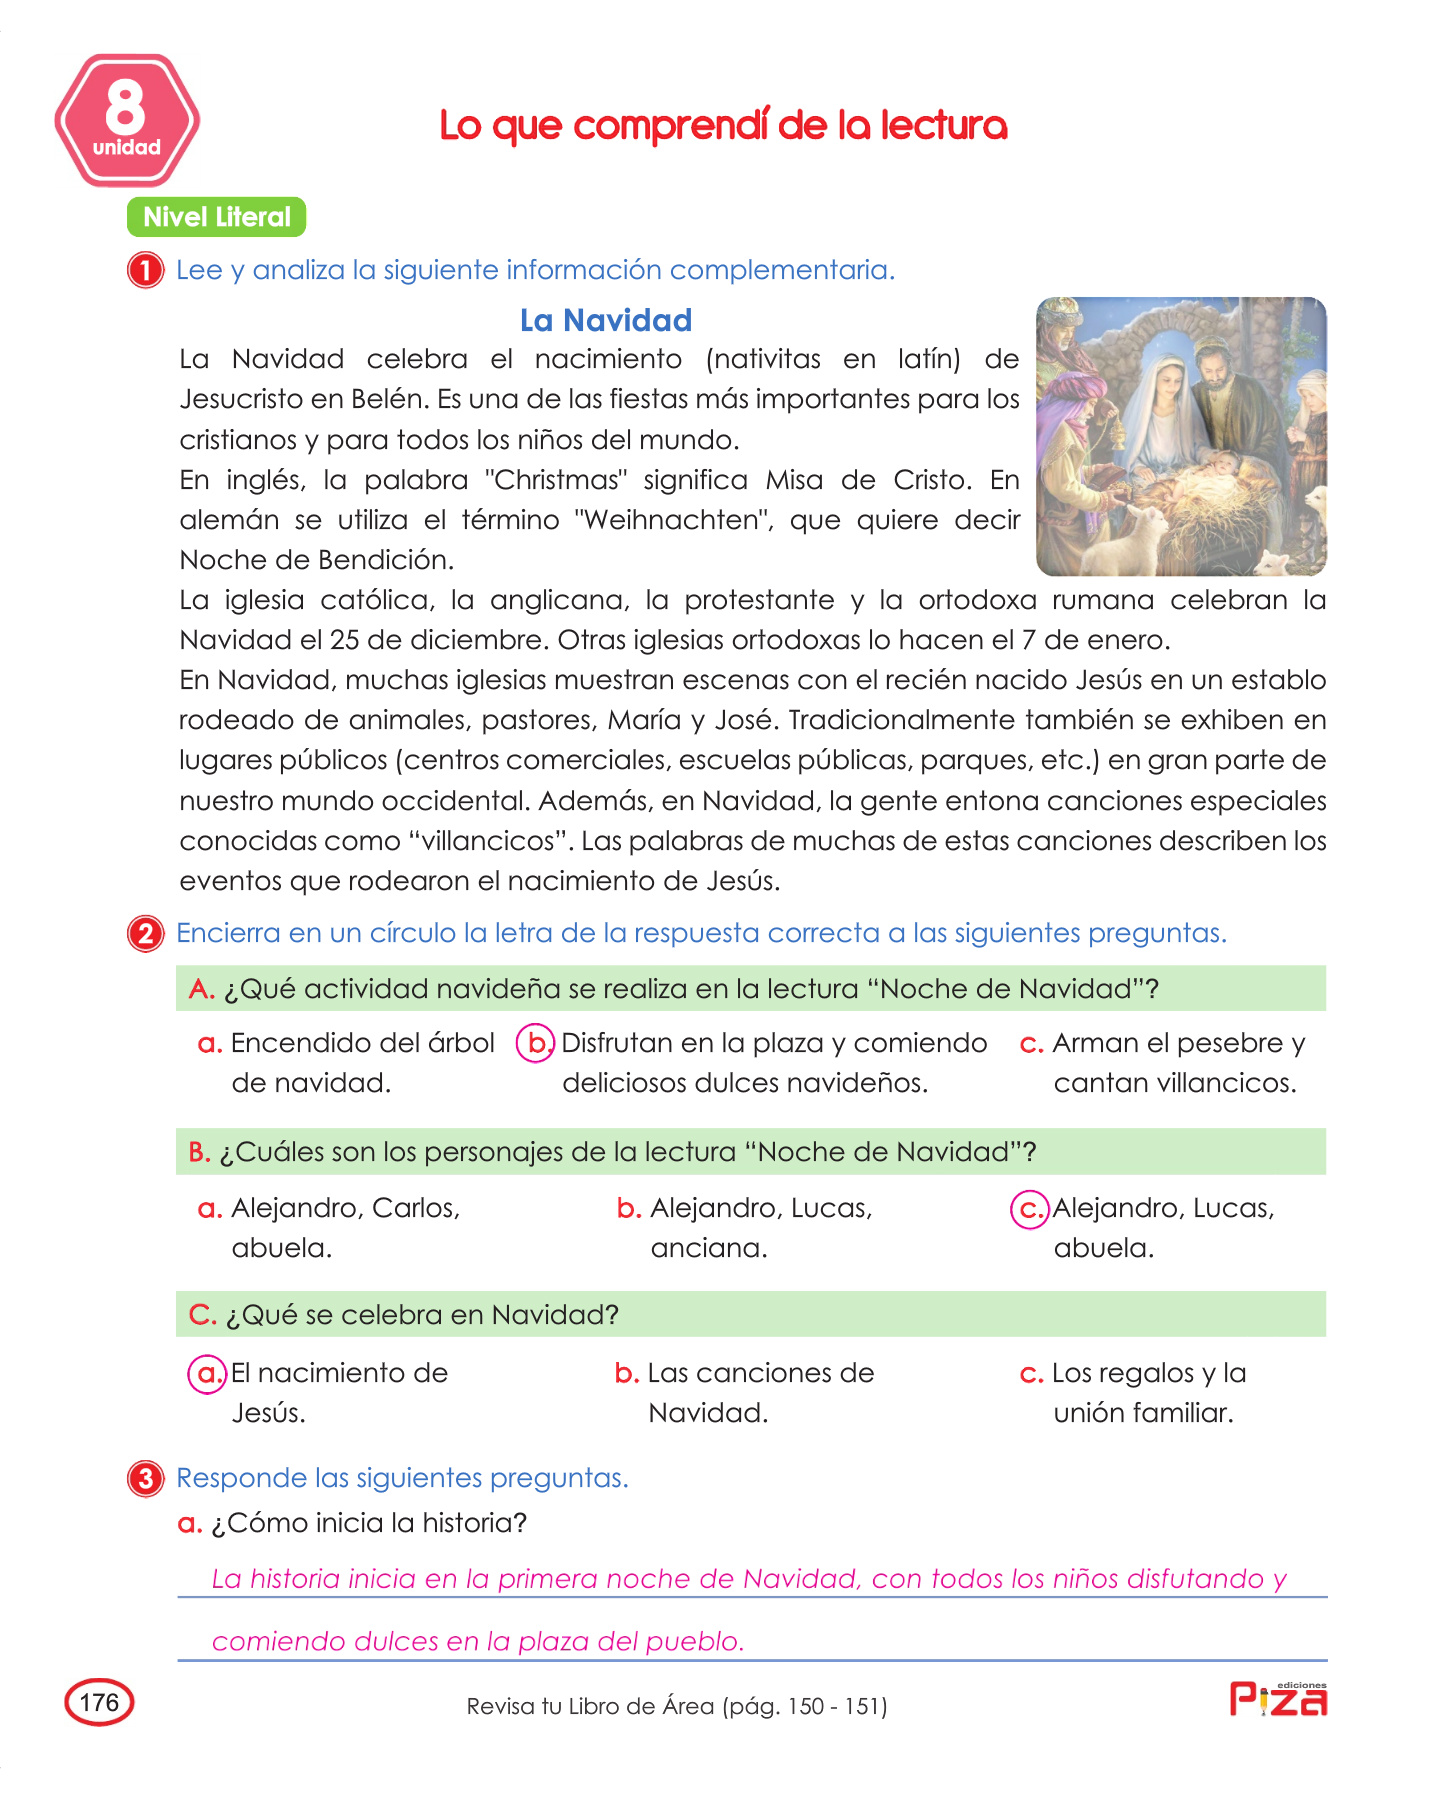 8
unidad
Lo que comprendí de la lectura
Nivel Literal
1 Lee y analiza la siguiente información complementaria.
La Navidad
La Navidad celebra el nacimiento (nativitas en latín) de
Jesucristo en Belén. Es una de las fiestas más importantes para los
cristianos y para todos los niños del mundo.
En inglés, la palabra "Christmas" significa Misa de Cristo. En
alemán se utiliza el término "Weihnachten", que quiere decir
Noche de Bendición.
La iglesia católica, la anglicana, la protestante y la ortodoxa rumana celebran la
Navidad el 25 de diciembre. Otras iglesias ortodoxas lo hacen el 7 de enero.
En Navidad, muchas iglesias muestran escenas con el recién nacido Jesús en un establo
rodeado de animales, pastores, María y José. Tradicionalmente también se exhiben en
lugares públicos (centros comerciales, escuelas públicas, parques, etc.) en gran parte de
nuestro mundo occidental. Además, en Navidad, la gente entona canciones especiales
conocidas como “villancicos”. Las palabras de muchas de estas canciones describen los
eventos que rodearon el nacimiento de Jesús.
2 Encierra en un círculo la letra de la respuesta correcta a las siguientes preguntas.
A. ¿Qué actividad navideña se realiza en la lectura “Noche de Navidad”?
a. Encendido del árbol
de navidad.
b. Disfrutan en la plaza y comiendo
deliciosos dulces navideños.
c. Arman el pesebre y
cantan villancicos.
B. ¿Cuáles son los personajes de la lectura “Noche de Navidad”?
a. Alejandro, Carlos,
abuela.
b. Alejandro, Lucas,
anciana.
c. Alejandro, Lucas,
abuela.
C. ¿Qué se celebra en Navidad?
a. El nacimiento de
Jesús.
b. Las canciones de
Navidad.
c. Los regalos y la
unión familiar.
3 Responde las siguientes preguntas.
a. ¿Cómo inicia la historia?
La historia inicia en la primera noche de Navidad, con todos los niños disfutando y
comiendo dulces en la plaza del pueblo.
176
Revisa tu Libro de Área (pág. 150 - 151)
ediciones
Piza